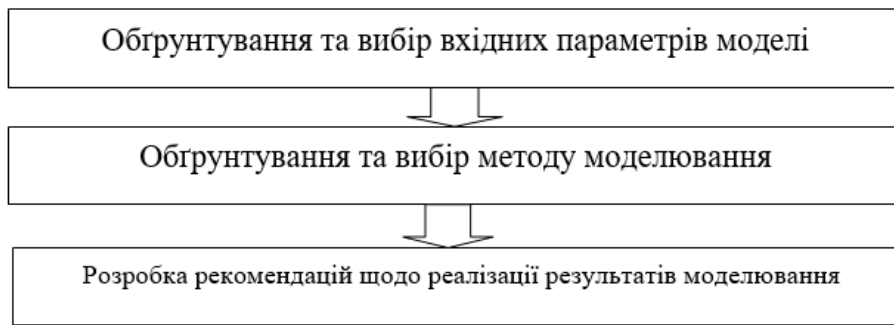 Обґрунтування та вибір вхідних параметрів моделі
Обґрунтування та вибір методу моделювання
Розробка рекомендацій щодо реалізації результатів моделювання